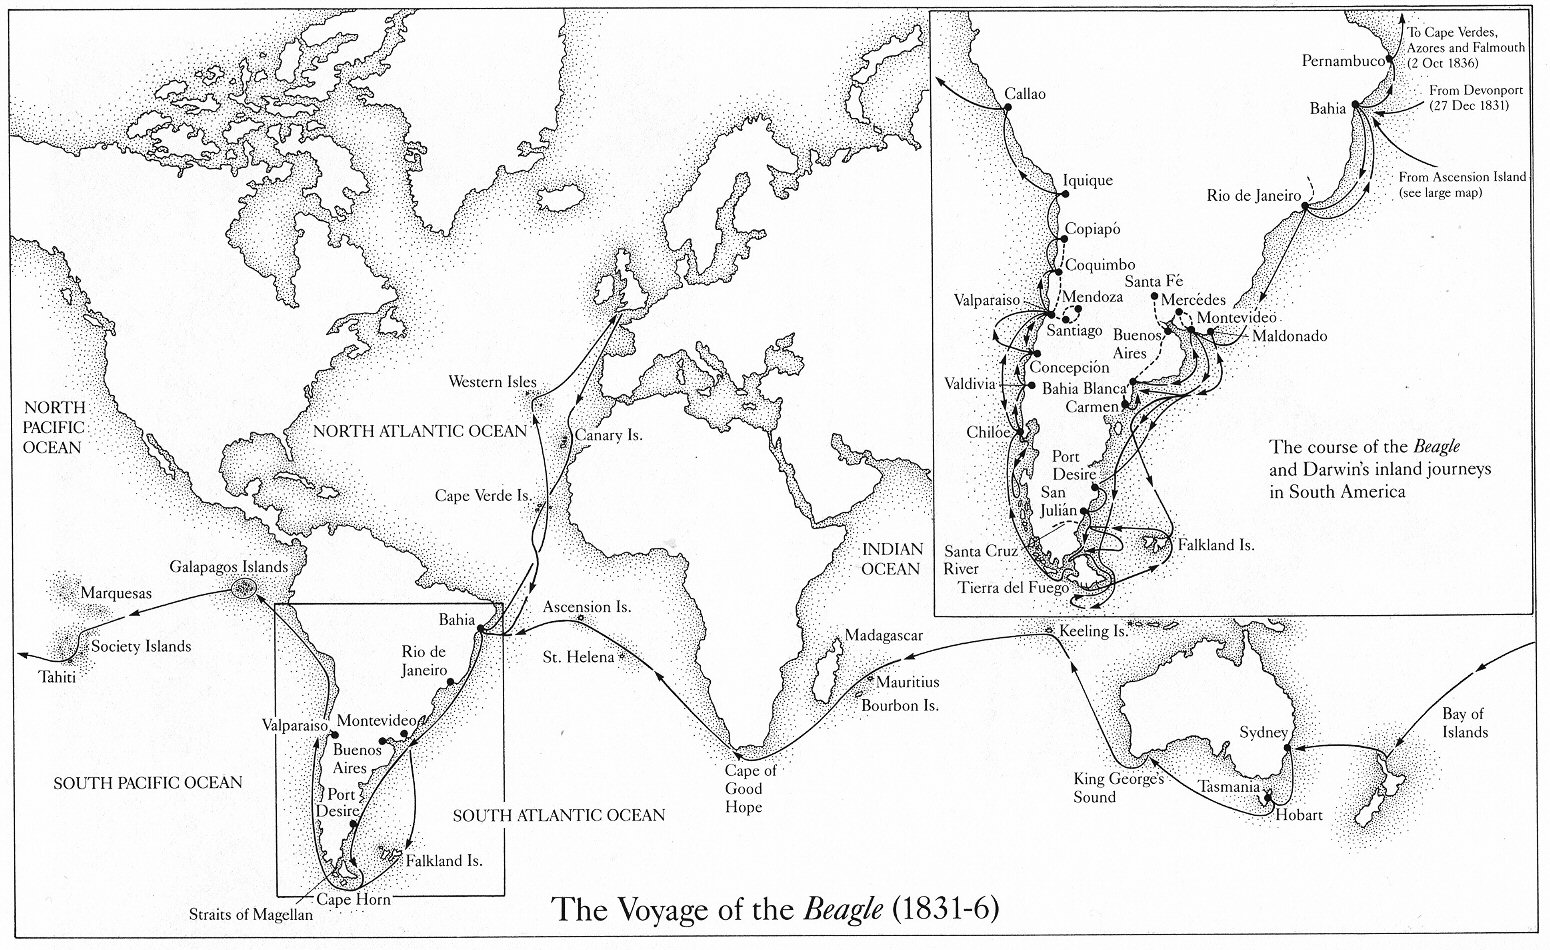 To Cape Verdes,
Azores and Falmouth
(2 Oct 1836)
Pernambuco
From Devonport
(27 Dec 1831)
Bahia
Callao
From Ascension Island
(see large map)
Iquique
Rio de Janeiro
Copiapó
Coquimbo
Santa Fé
Valparaiso
Mendoza
Mercédes
Montevideo
Santiago
Buenos
Aires
Maldonado
Concepción
Valdivia
Bahia Blanca
Carmen
Chiloe
The course of the Beagle
and Darwin's inland journeys
in South America
Port
Desire
San
Julián
Santa Cruz
River
Falkland Is.
Tierra del Fuego
Western Isles
NORTH
PACIFIC
OCEAN
NORTH ATLANTIC OCEAN
Canary Is.
Cape Verde Is.
INDIAN
OCEAN
Galapagos Islands
Marquesas
Society Islands
Tahiti
Ascension Is.
Bahia
St. Helena
Madagascar
Keeling Is.
Rio de
Janeiro
Mauritius
Bourbon Is.
Valparaiso
Montevideo
Buenos
Aires
Bay of
Islands
Sydney
SOUTH PACIFIC OCEAN
Cape of
Good
Hope
King George's
Sound
Tasmania
Hobart
Port
Desire
SOUTH ATLANTIC OCEAN
Falkland Is.
Cape Horn
Straits of Magellan
The Voyage of the Beagle (1831-6)